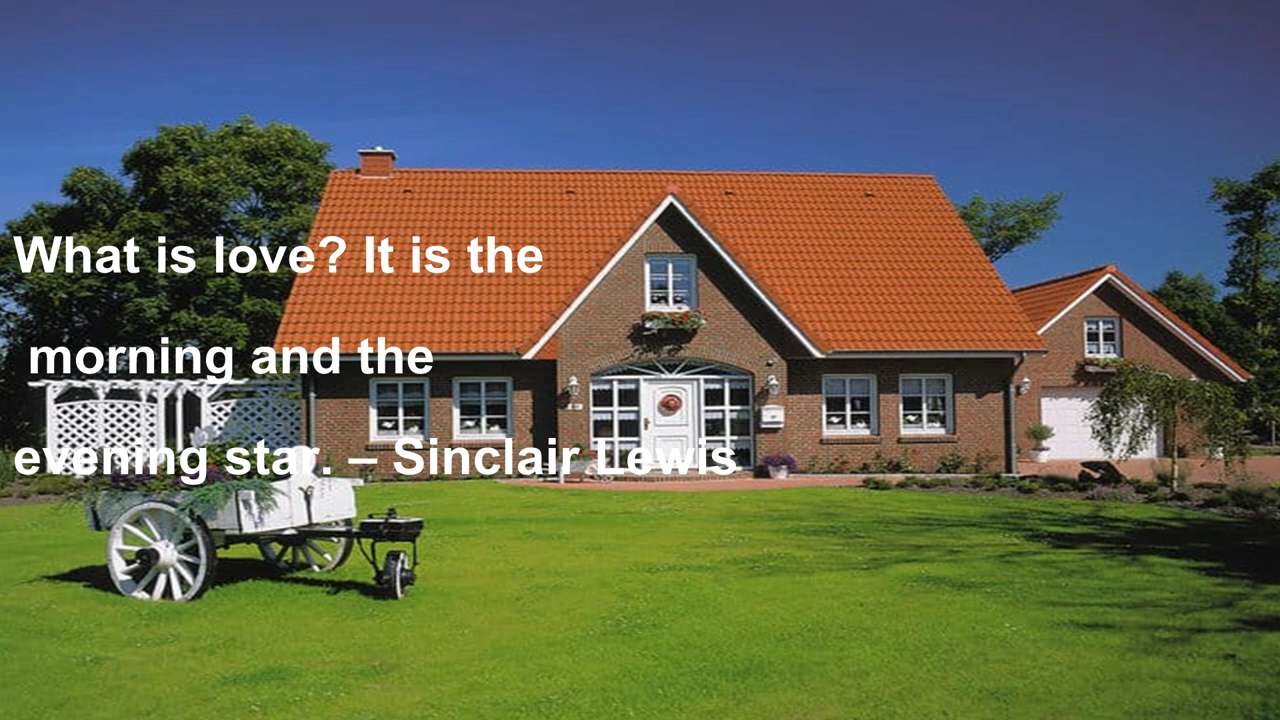 What is love? It is the
morning and the
evening star. – Sinclair Lewis